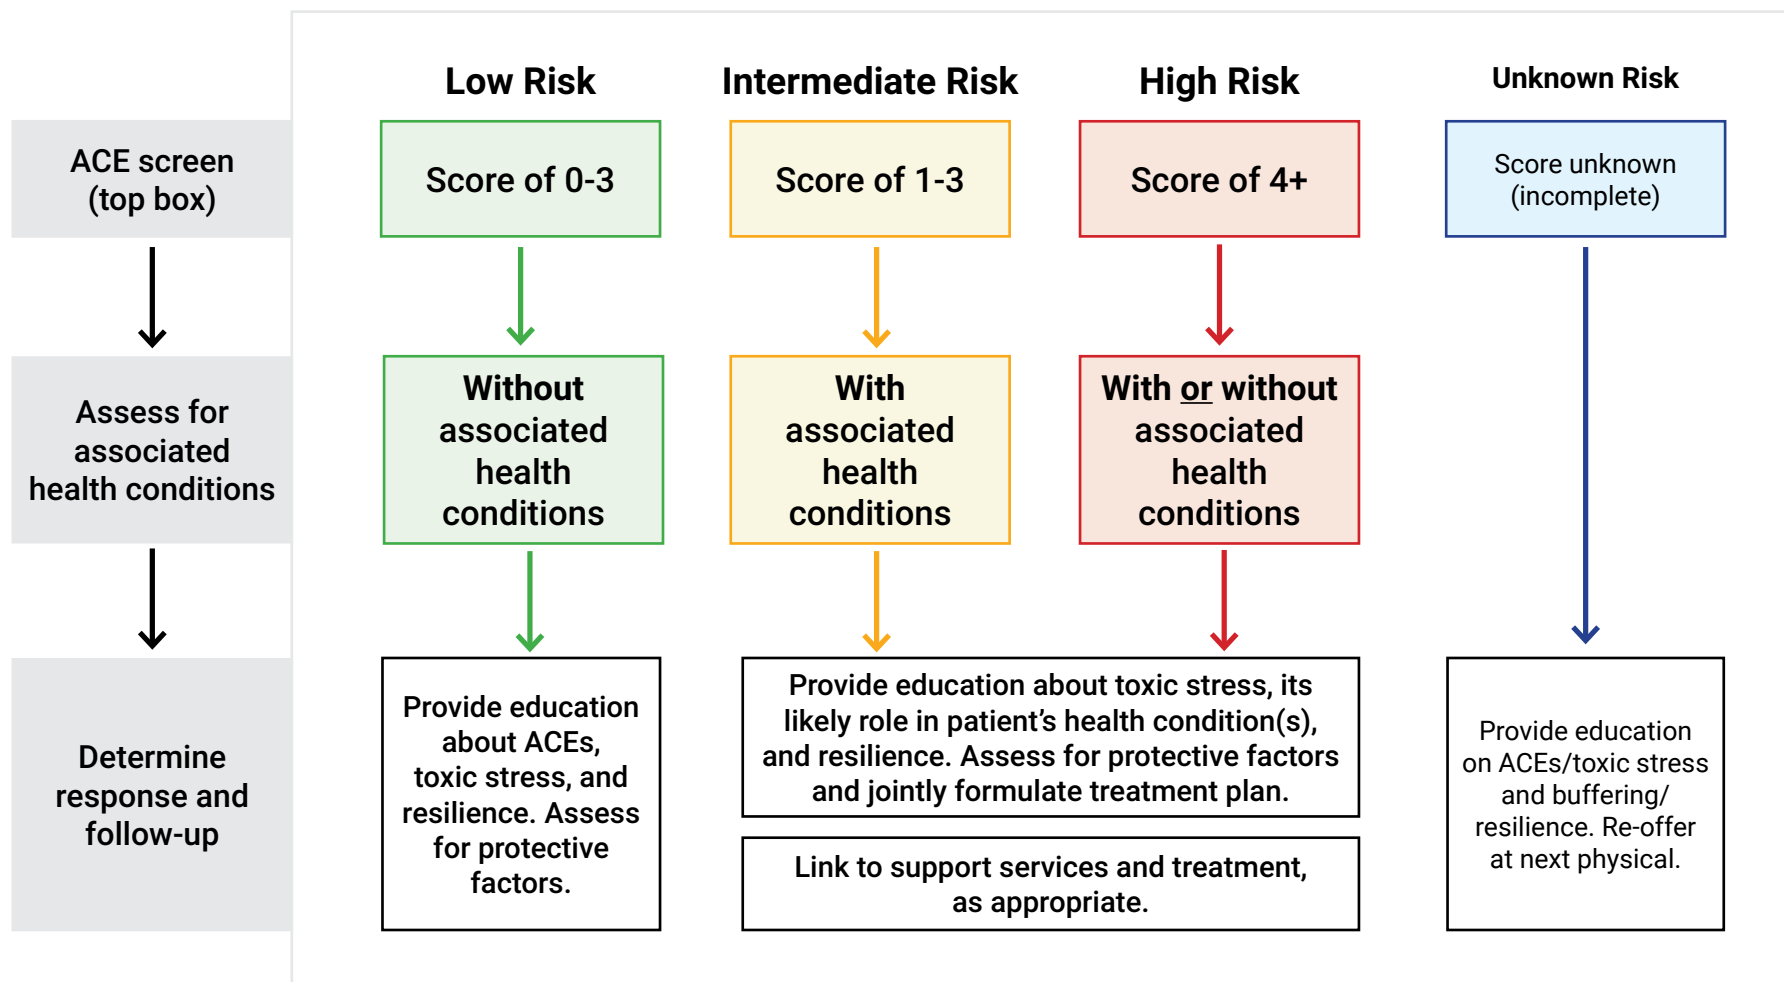 Low Risk
Intermediate Risk
High Risk
Unknown Risk
ACE screen
(top box)
Score of 0-3
Score of 1-3
Score of 4+
Score unknown
(incomplete)
Assess for
associated
health conditions
Without
associated
health
conditions
With
associated
health
conditions
With or without
associated
health
conditions
Determine
response and
follow-up
Provide education
about ACEs,
toxic stress, and
resilience. Assess
for protective
factors.
Provide education about toxic stress, its
likely role in patient’s health condition(s),
and resilience. Assess for protective factors
and jointly formulate treatment plan.
Link to support services and treatment,
as appropriate.
Provide education
on ACEs/toxic stress
and buffering/
resilience. Re-offer
at next physical.